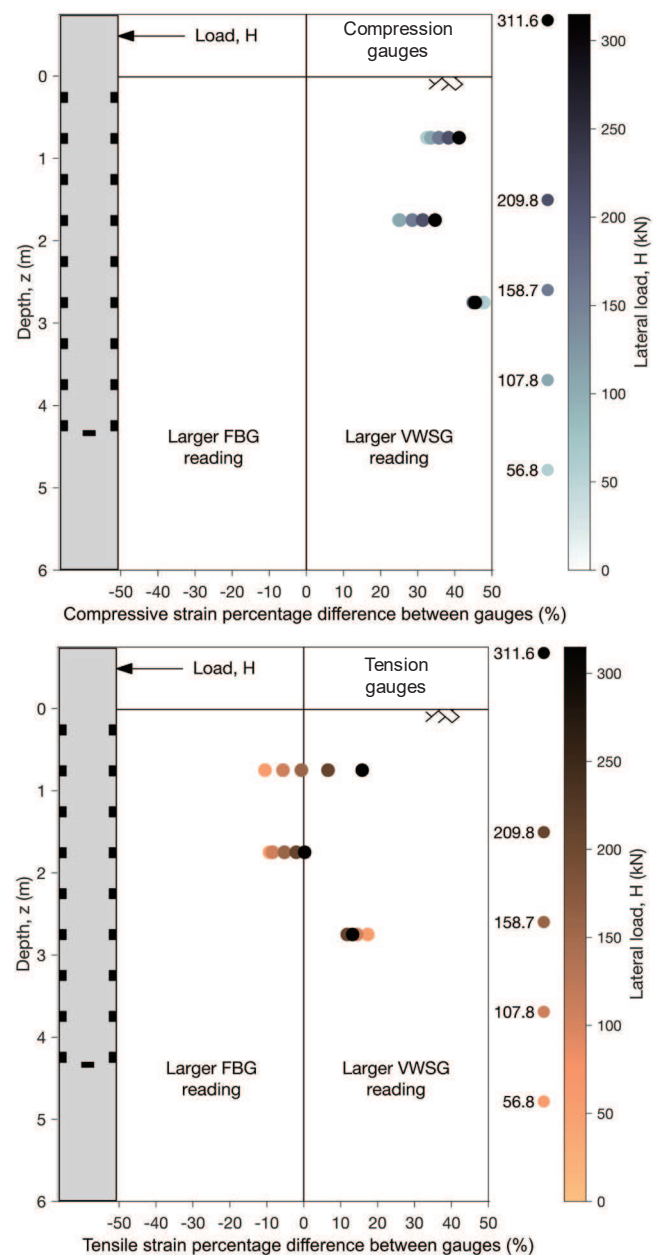 Load, H
Compression
gauges
311.6
209.8
158.7
107.8
56.8
0
1
2
3
4
5
6
Depth, z (m)
Larger FBG
reading
Larger VWSG
reading
-50 -40 -30 -20 -10 0 10 20 30 40 50
Compressive strain percentage difference between gauges (%)
300
250
200
150
100
50
0
Lateral load, H (kN)
Load, H
Tension
gauges
311.6
209.8
158.7
107.8
56.8
0
1
2
3
4
5
6
Depth, z (m)
Larger FBG
reading
Larger VWSG
reading
-50 -40 -30 -20 -10 0 10 20 30 40 50
Tensile strain percentage difference between gauges (%)
300
250
200
150
100
50
0
Lateral load, H (kN)